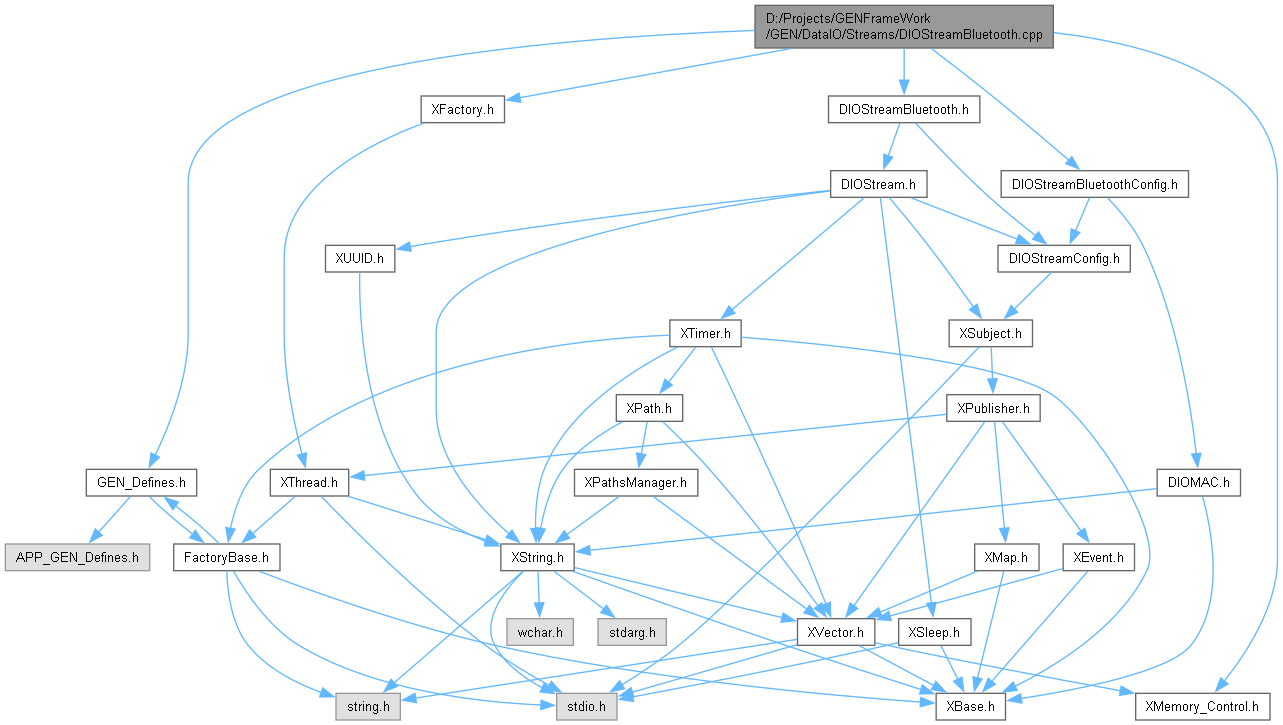 D:/Projects/GENFrameWork
/GEN/DataIO/Streams/DIOStreamBluetooth.cpp
XFactory.h
DIOStreamBluetooth.h
DIOStream.h
DIOStreamBluetoothConfig.h
XUUID.h
DIOStreamConfig.h
XTimer.h
XSubject.h
XPath.h
XPublisher.h
GEN_Defines.h
XThread.h
XPathsManager.h
DIOMAC.h
APP_GEN_Defines.h
FactoryBase.h
XString.h
XMap.h
XEvent.h
wchar.h
stdarg.h
XVector.h
XSleep.h
string.h
stdio.h
XBase.h
XMemory_Control.h